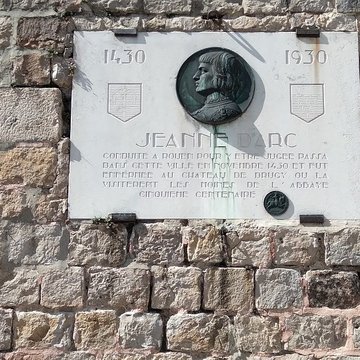 1430 1930
JEANNE D'ARC
CONDUITE A ROUEN POUR Y ETRE JUGEE PASSA
DANS CETTE VILLE EN NOVEMBRE 1430 ET FUT
ENFERMEE AU CHATEAU DE DRUGY OU LA
VISITERENT LES MOINES DE L'ABBAYE
CINQUIEME CENTENAIRE